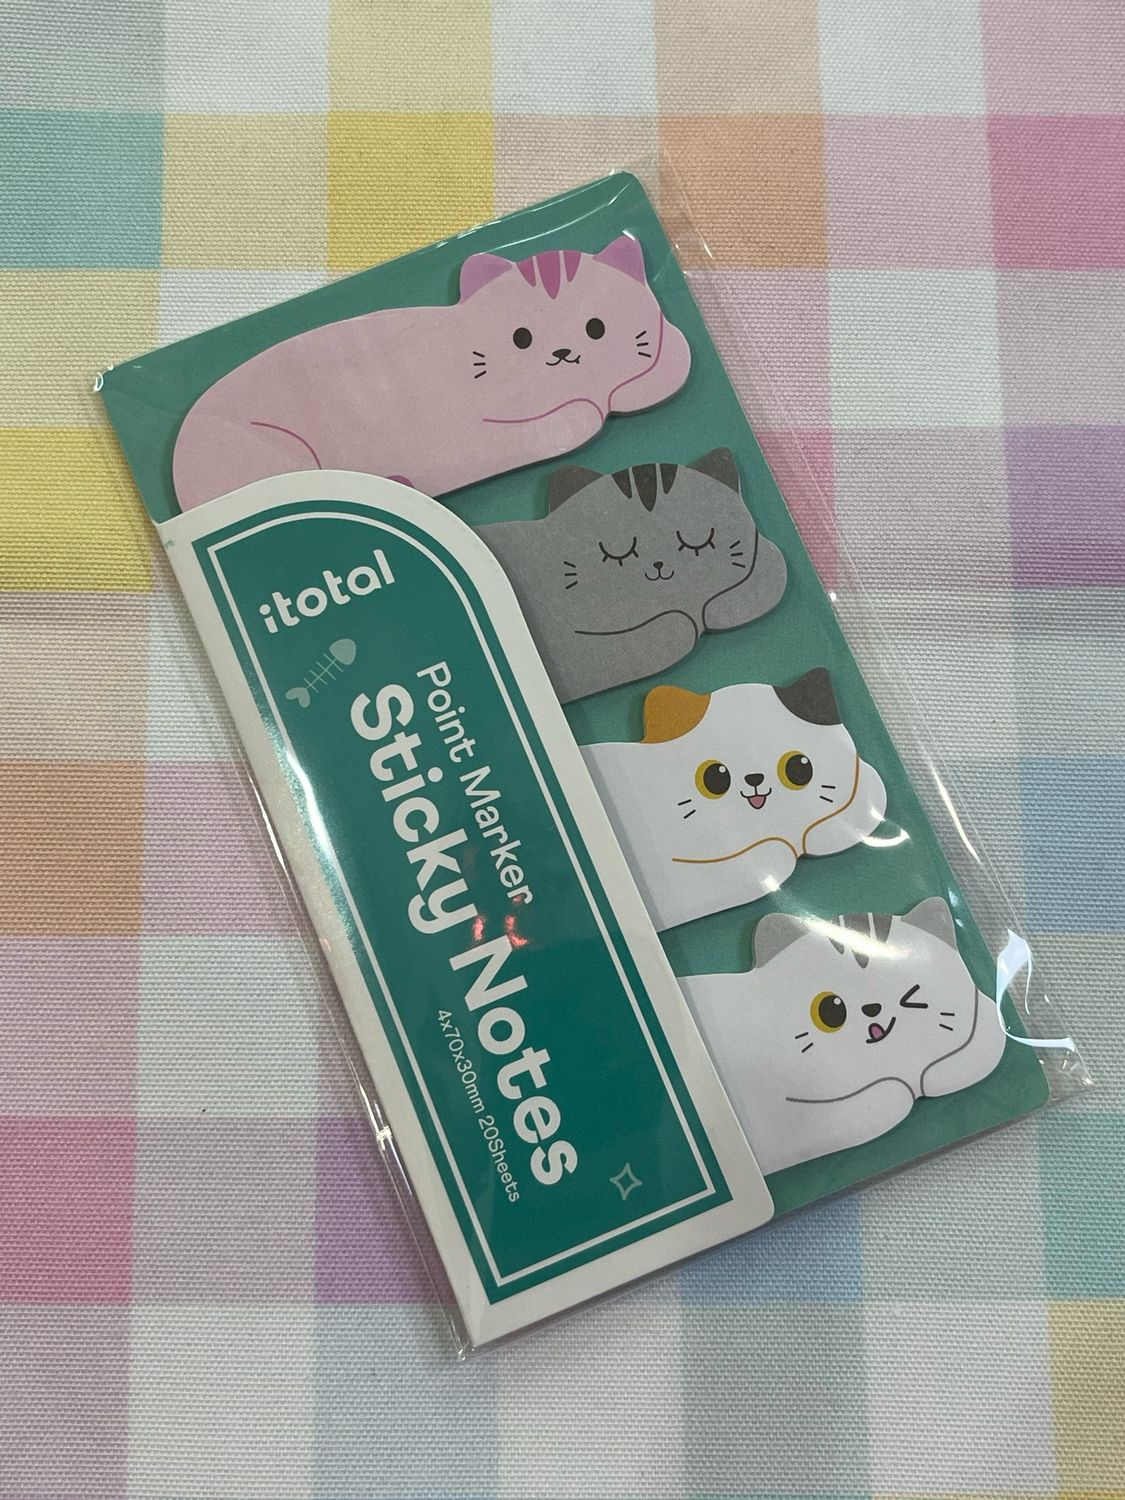 itotal
Point Marker
Sticky Notes
4x70x30mm 20Sheets